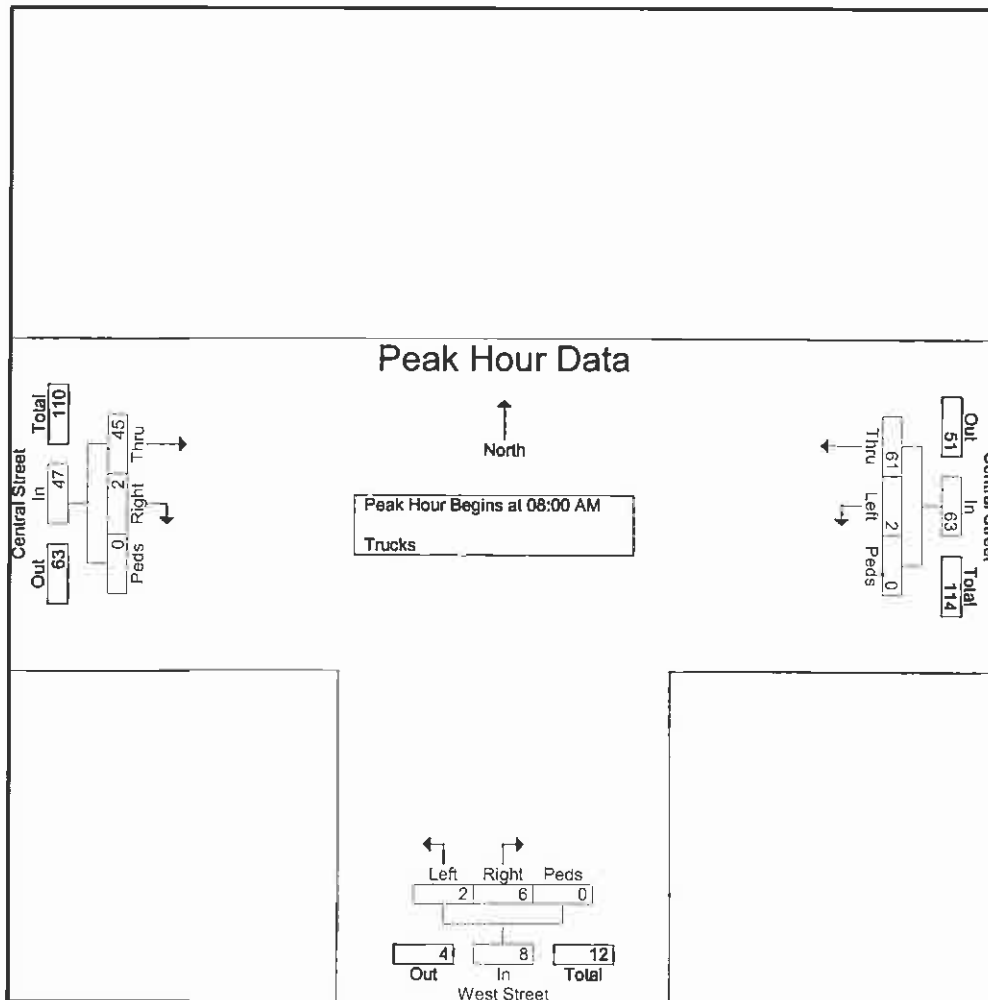 Peak Hour Data
North
Peak Hour Begins at 08:00 AM
Trucks
Central Street
Total
110
In
47
Out
63
45
2
0
Thru
Right
Peds
Thru
Left
Peds
61
2
0
Out
51
In
63
Total
114
Central Street
Left Right Peds
2 6 0
4 8 12
Out In Total
West Street